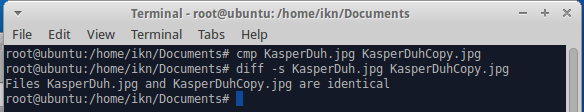 Terminal - root@ubuntu: /home/ikn/Documents
File Edit View Terminal Tabs Help
root@ubuntu:/home/ikn/Documents# cmp KasperDuh.jpg KasperDuhCopy.jpg
root@ubuntu:/home/ikn/Documents# diff -s KasperDuh.jpg KasperDuhCopy.jpg
Files KasperDuh.jpg and KasperDuhCopy.jpg are identical
root@ubuntu:/home/ikn/Documents#